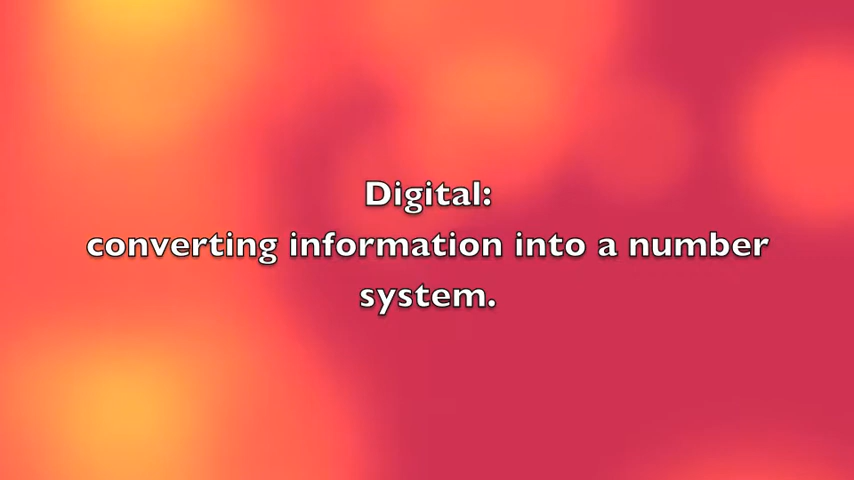 Digital:
converting information into a number
system.